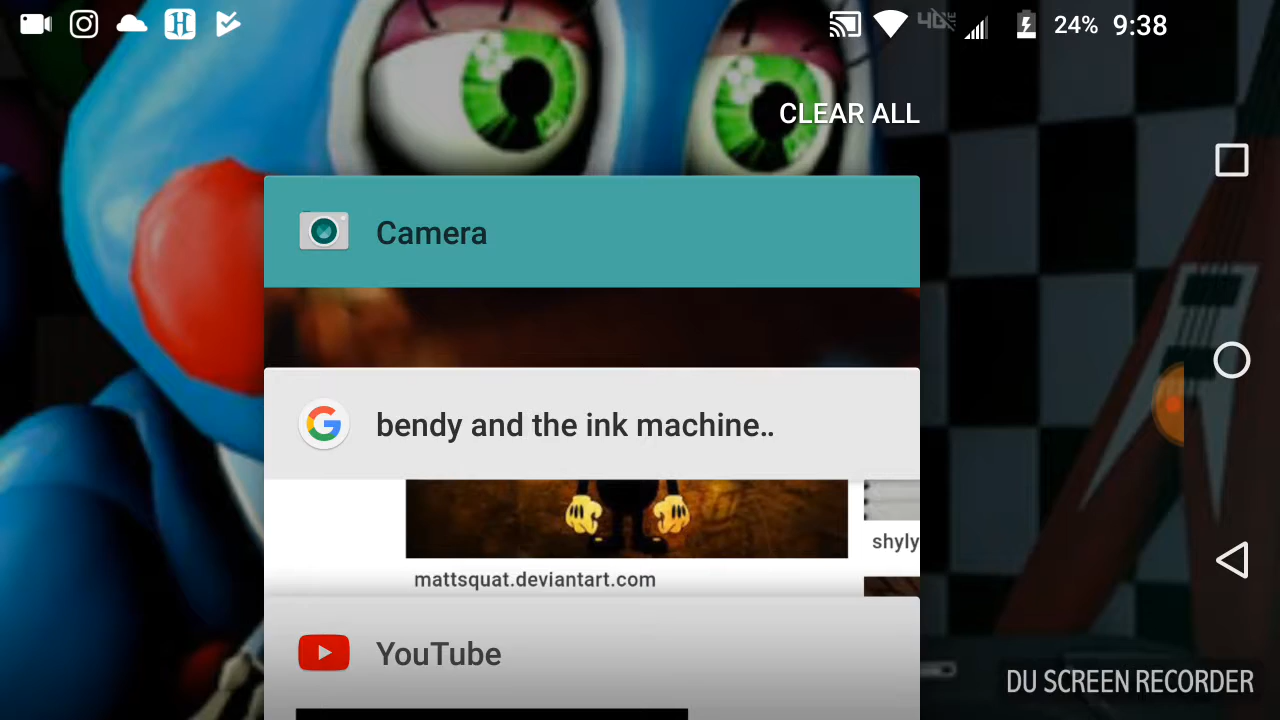 24% 9:38
CLEAR ALL
Camera
bendy and the ink machine..
shyly
mattsquat.deviantart.com
YouTube
DU SCREEN RECORDER